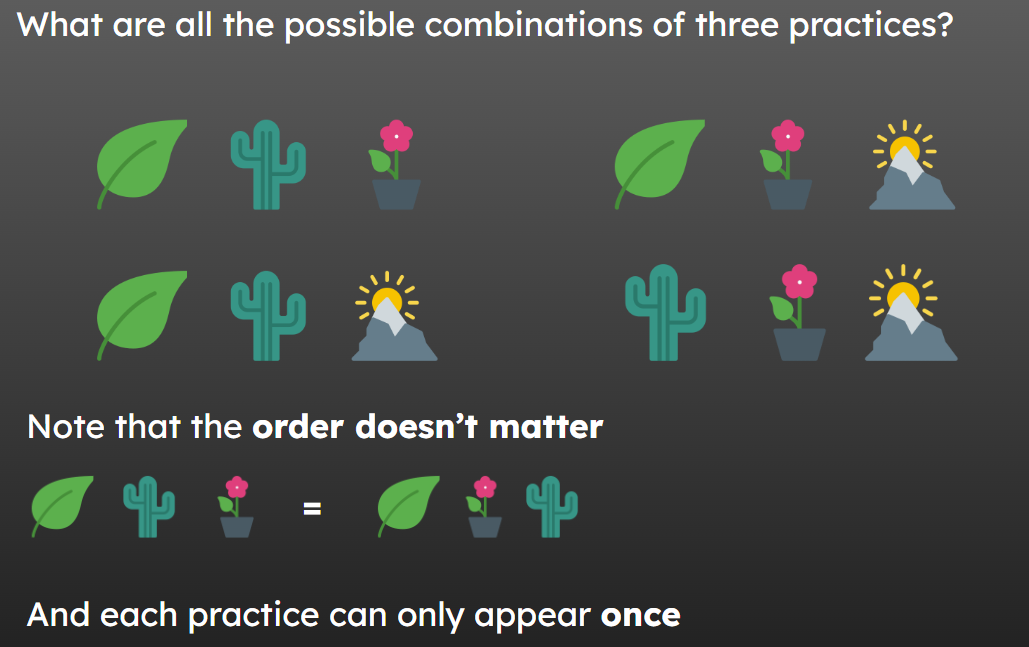 What are all the possible combinations of three practices?
Note that the order doesn’t matter
=
And each practice can only appear once